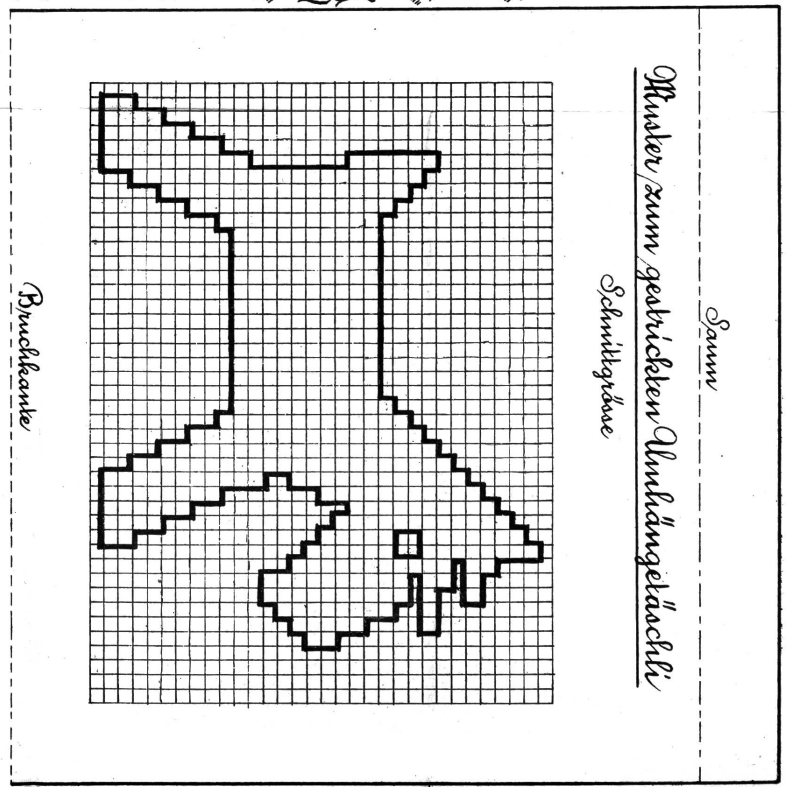 Saum
Muster zum gestrickten Umhängetäschli
Schnittgrösse
Bruchkante